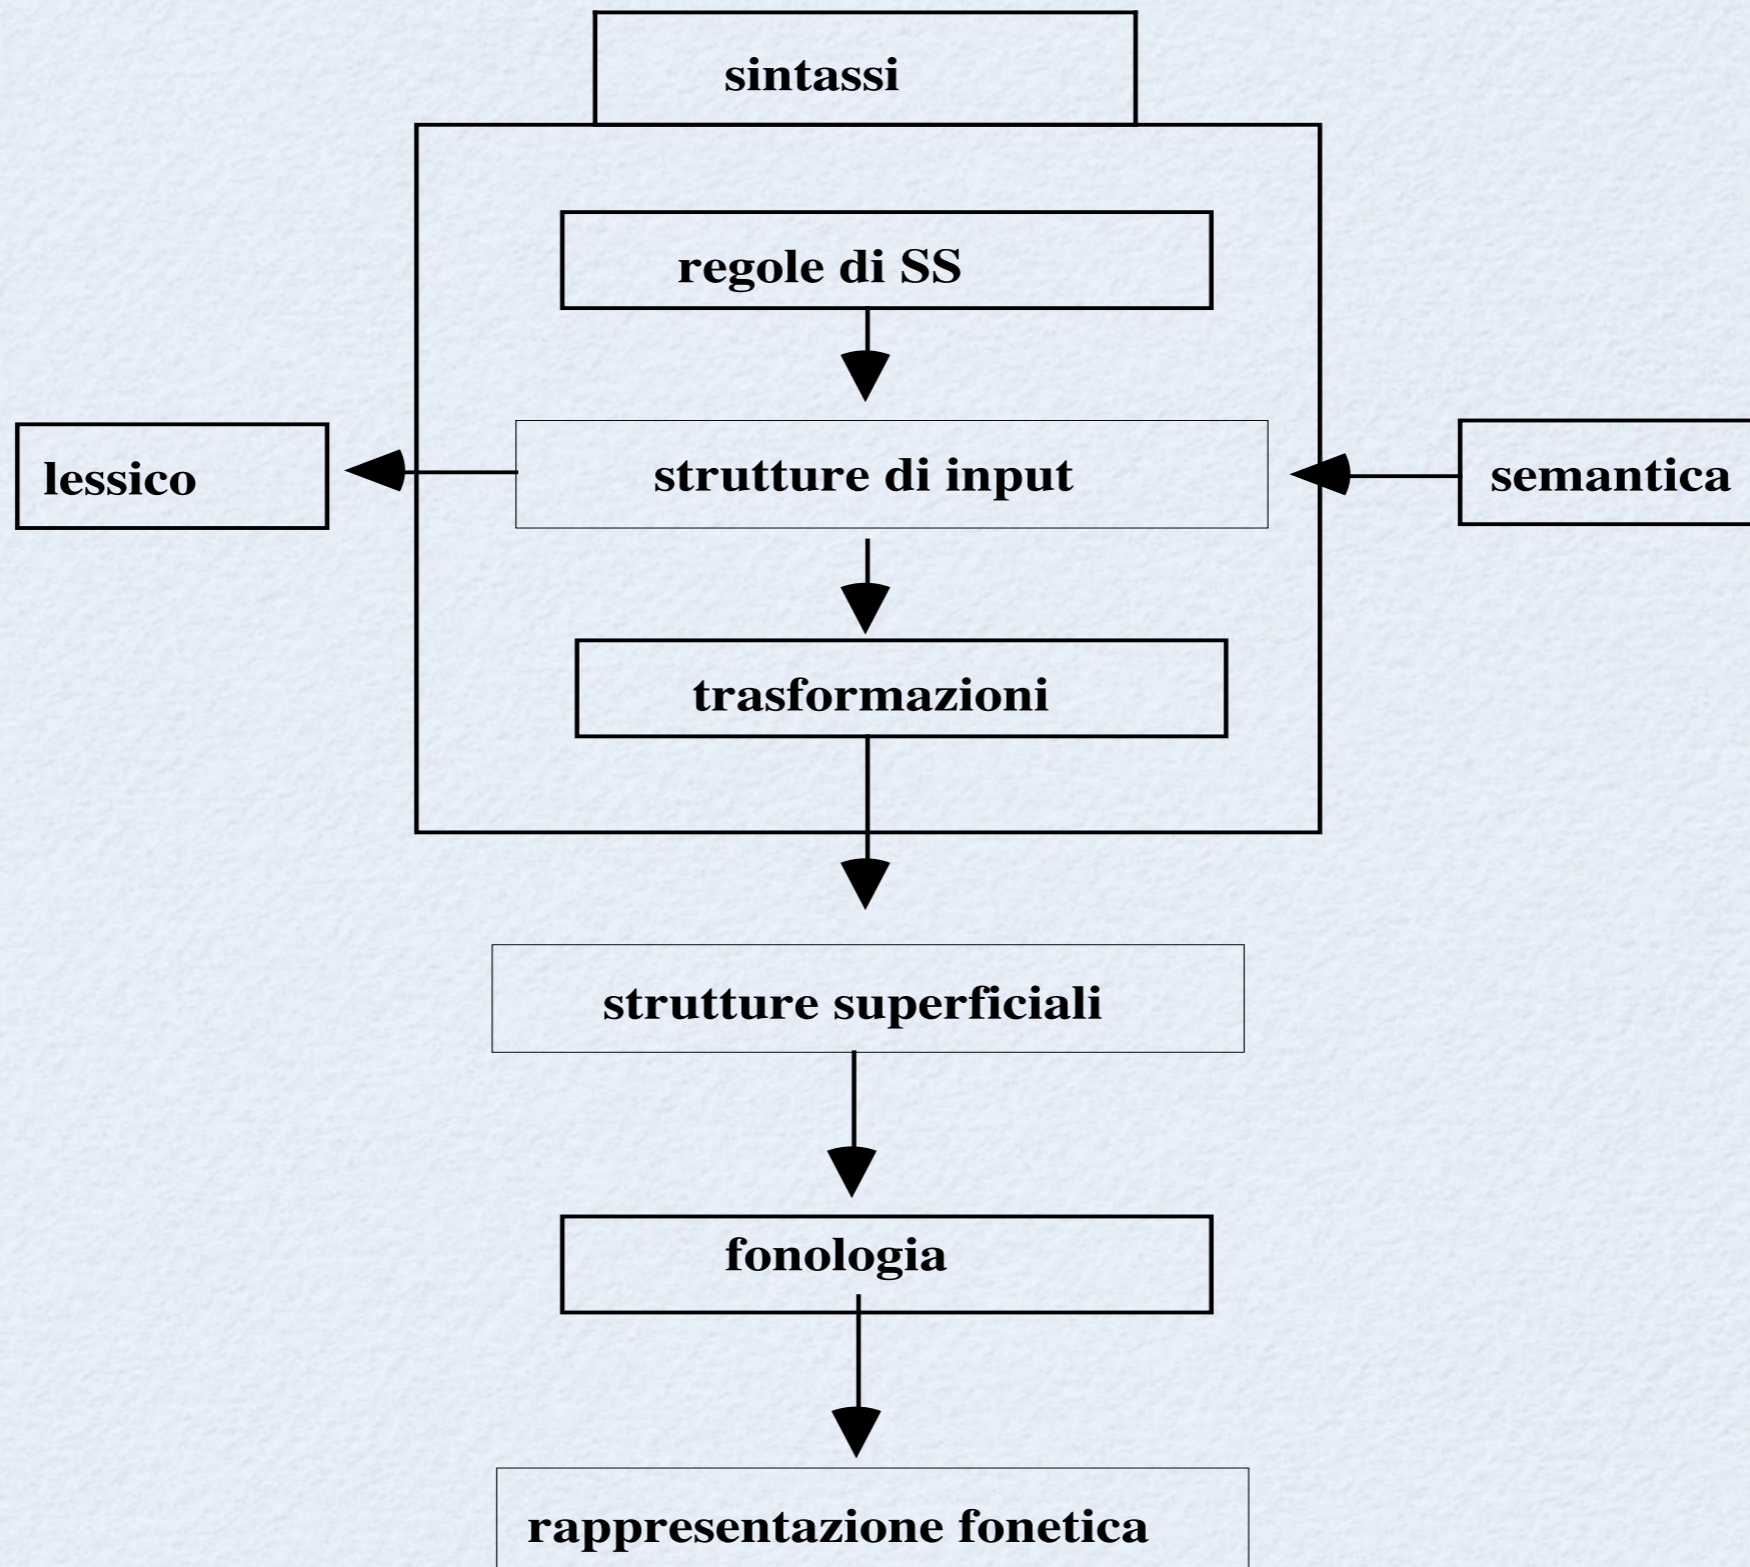 sintassi
regole di SS
lessico
strutture di input
semantica
trasformazioni
strutture superficiali
fonologia
rappresentazione fonetica